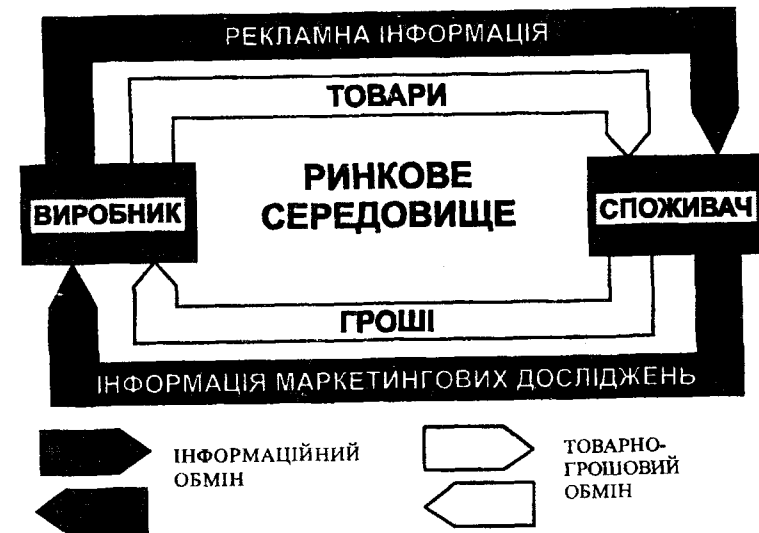 РЕКЛАМНА ІНФОРМАЦІЯ
ТОВАРИ
РИНКОВЕ
СЕРЕДОВИЩЕ
ВИРОБНИК
СПОЖИВАЧ
ГРОШІ
ІНФОРМАЦІЯ МАРКЕТИНГОВИХ ДОСЛІДЖЕНЬ
ІНФОРМАЦІЙНИЙ
ОБМІН
ТОВАРНО-
ГРОШОВИЙ
ОБМІН